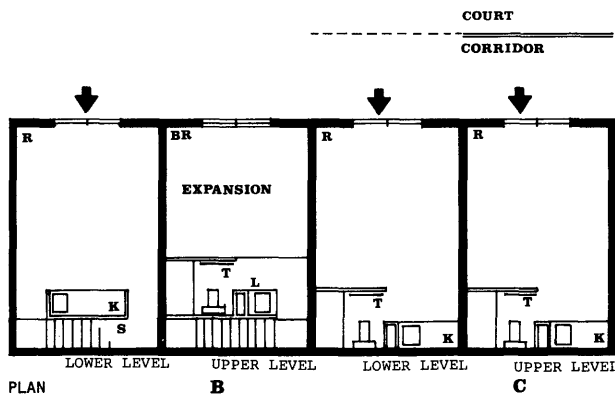 COURT
CORRIDOR
R
BR
R
R
EXPANSION
T
L
K
S
T
K
T
K
LOWER LEVEL
UPPER LEVEL
LOWER LEVEL
UPPER LEVEL
PLAN
B
C